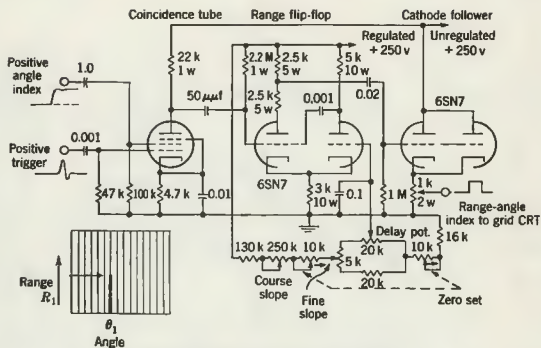 Coincidence tube
Range flip-flop
Cathode follower
Regulated
+ 250 v
Unregulated
+ 250 v
Positive
angle
index
1.0
22 k
1 w
2.2 M
1 w
2.5 k
5 w
5 k
10 w
0.02
50 μμf
2.5 k
5 w
0.001
6SN7
Positive
trigger
0.001
47 k
100 k
4.7 k
0.01
6SN7
3 k
10 w
0.1
1 M
1 k
2 w
Range-angle
index to grid CRT
Range
R₁
θ₁
Angle
130 k
250 k
10 k
Course
slope
Fine
slope
5 k
Delay pot.
20 k
20 k
10 k
16 k
Zero set